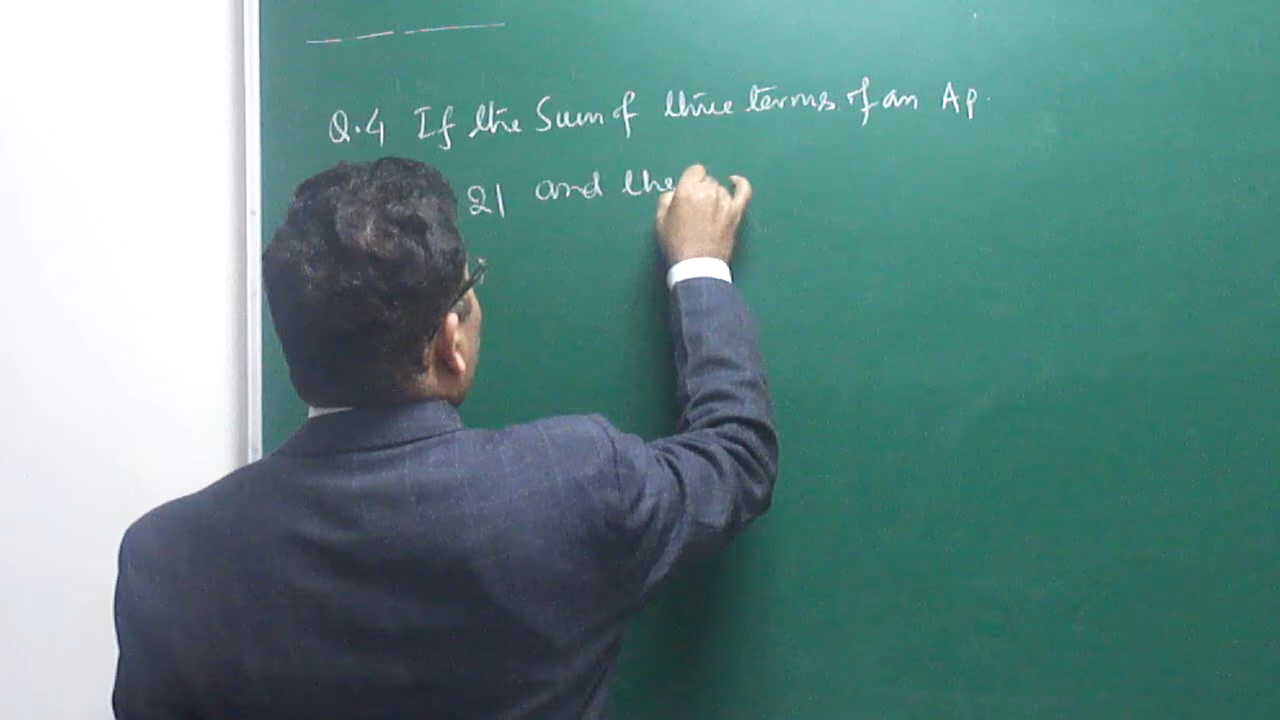 Q.4 If the Sum of three terms of an Ap.
21 and the